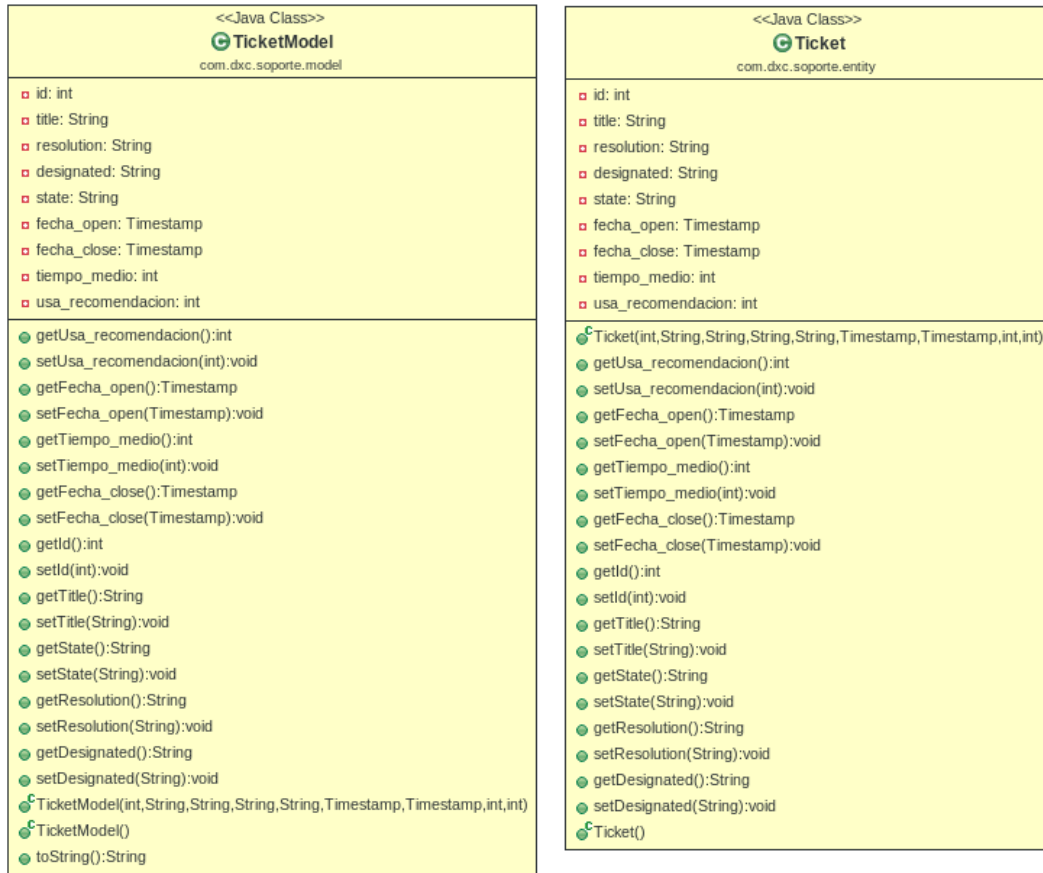 <<Java Class>>
TicketModel
com.dxc.soporte.model
id: int
title: String
resolution: String
designated: String
state: String
fecha_open: Timestamp
fecha_close: Timestamp
tiempo_medio: int
usa_recomendacion: int
getUsa_recomendacion():int
setUsa_recomendacion(int):void
getFecha_open():Timestamp
setFecha_open(Timestamp):void
getTiempo_medio():int
setTiempo_medio(int):void
getFecha_close():Timestamp
setFecha_close(Timestamp):void
getId():int
setId(int):void
getTitle():String
setTitle(String):void
getState():String
setState(String):void
getResolution():String
setResolution(String):void
getDesignated():String
setDesignated(String):void
TicketModel(int,String,String,String,String,Timestamp,Timestamp,int,int)
TicketModel()
toString():String
<<Java Class>>
Ticket
com.dxc.soporte.entity
id: int
title: String
resolution: String
designated: String
state: String
fecha_open: Timestamp
fecha_close: Timestamp
tiempo_medio: int
usa_recomendacion: int
Ticket(int,String,String,String,String,Timestamp,Timestamp,int,int)
getUsa_recomendacion():int
setUsa_recomendacion(int):void
getFecha_open():Timestamp
setFecha_open(Timestamp):void
getTiempo_medio():int
setTiempo_medio(int):void
getFecha_close():Timestamp
setFecha_close(Timestamp):void
getId():int
setId(int):void
getTitle():String
setTitle(String):void
getState():String
setState(String):void
getResolution():String
setResolution(String):void
getDesignated():String
setDesignated(String):void
Ticket()